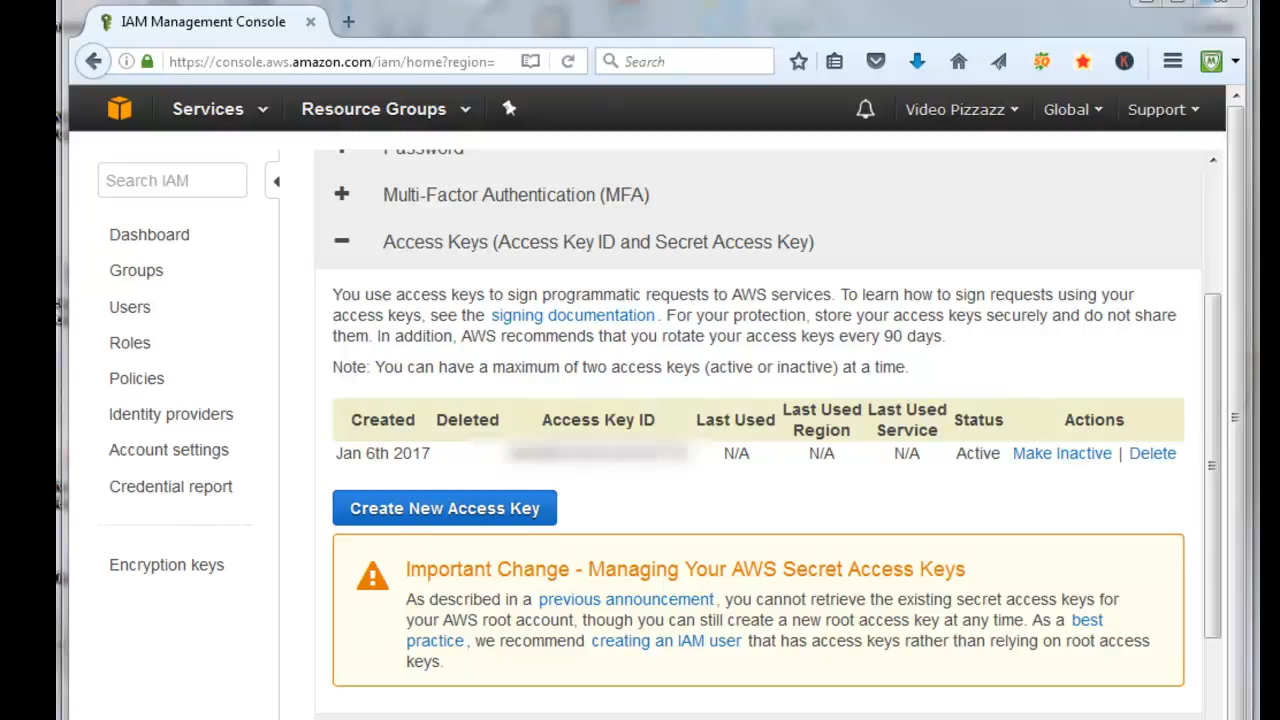 IAM Management Console
https://console.aws.amazon.com/iam/home?region=
Search
Services
Resource Groups
Video Pizzazz
Global
Support
Search IAM
Dashboard
Groups
Users
Roles
Policies
Identity providers
Account settings
Credential report
Encryption keys
Password
Multi-Factor Authentication (MFA)
Access Keys (Access Key ID and Secret Access Key)
You use access keys to sign programmatic requests to AWS services. To learn how to sign requests using your
access keys, see the signing documentation. For your protection, store your access keys securely and do not share
them. In addition, AWS recommends that you rotate your access keys every 90 days.
Note: You can have a maximum of two access keys (active or inactive) at a time.
Created Deleted Access Key ID Last Used Last Used Region Last Used Service Status Actions
Jan 6th 2017 N/A N/A N/A Active Make Inactive | Delete
Create New Access Key
Important Change - Managing Your AWS Secret Access Keys
As described in a previous announcement, you cannot retrieve the existing secret access keys for
your AWS root account, though you can still create a new root access key at any time. As a best
practice, we recommend creating an IAM user that has access keys rather than relying on root access
keys.